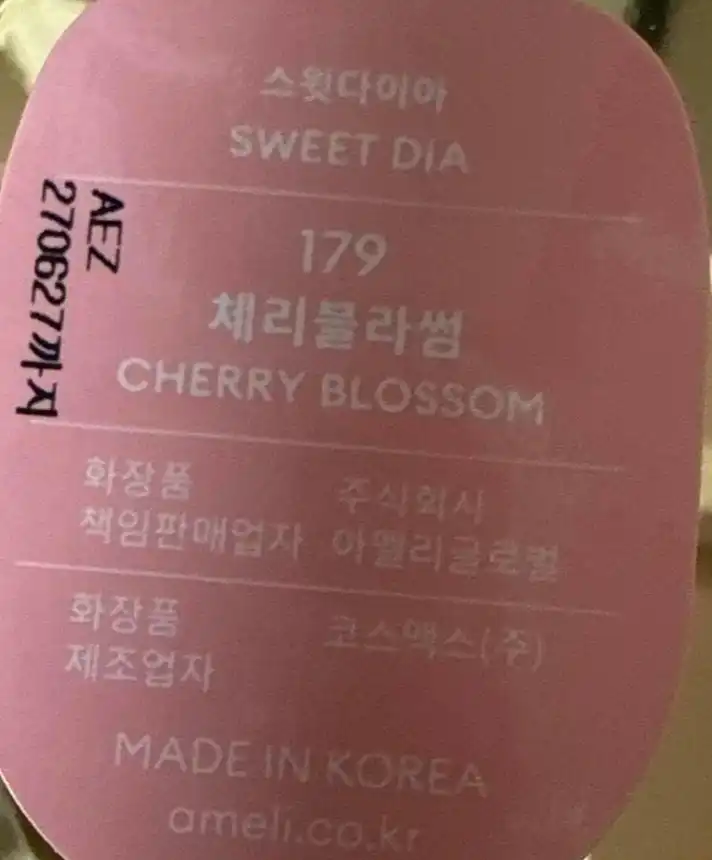 스윗다이아
SWEET DIA
AEZ
270627까지
179
체리블라썸
CHERRY BLOSSOM
화장품 주식회사
책임판매업자 아멜리글로벌
화장품
제조업자 코스맥스(주)
MADE IN KOREA
ameli.co.kr